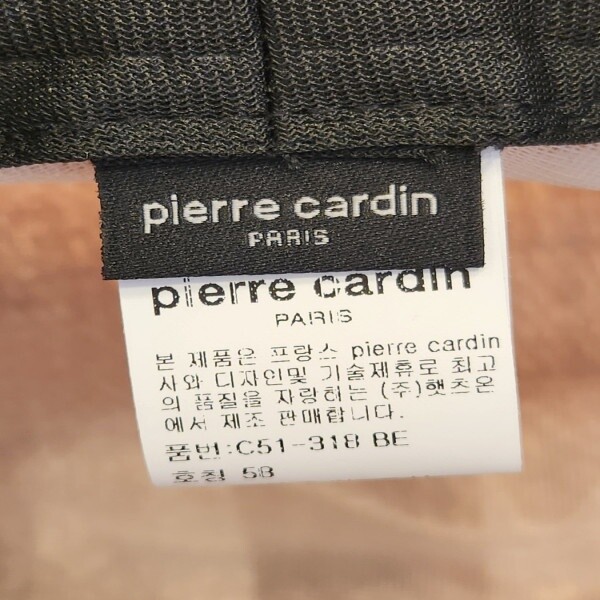 pierre cardin
PARIS
pierre cardin
PARIS
본 제품은 프랑스 pierre cardin
사와 디자인및 기술제휴로 최고
의 품질을 자랑하는 (주)햇츠온
에서 제조 판매합니다.
품번:C51-318 BE
호칭 58